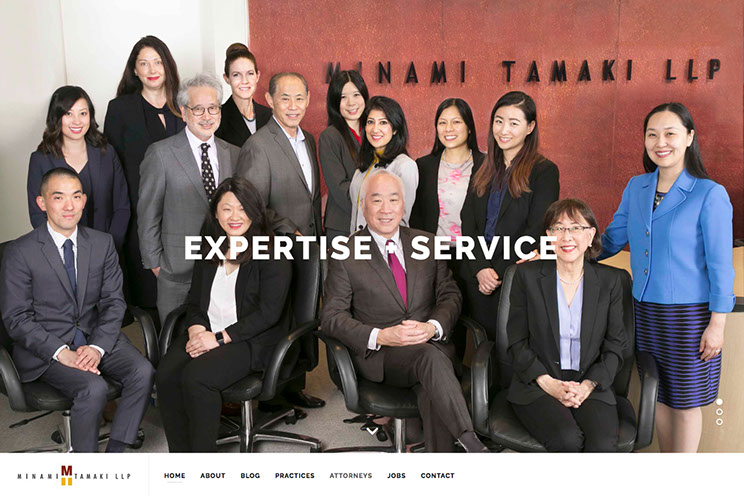 MINAMI TAMAKI LLP
EXPERTISE + SERVICE
MINAMI M TAMAKI LLP
HOME ABOUT BLOG PRACTICES ATTORNEYS JOBS CONTACT